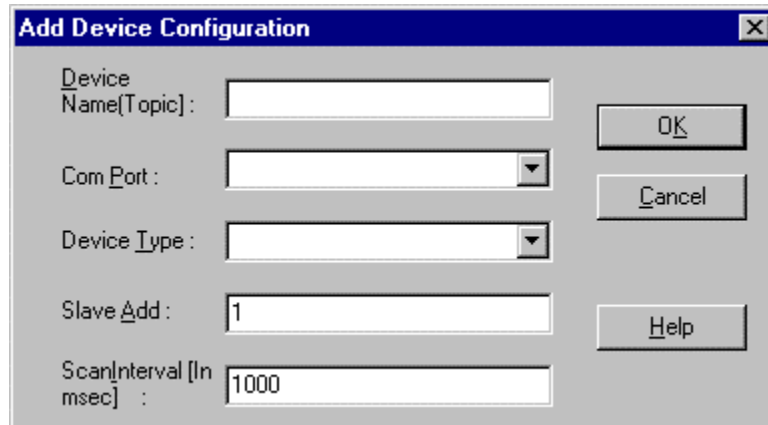 Add Device Configuration
Device
Name(Topic) :
OK
Com Port :
Cancel
Device Type :
Slave Add :
1
Help
ScanInterval [In
msec] :
1000